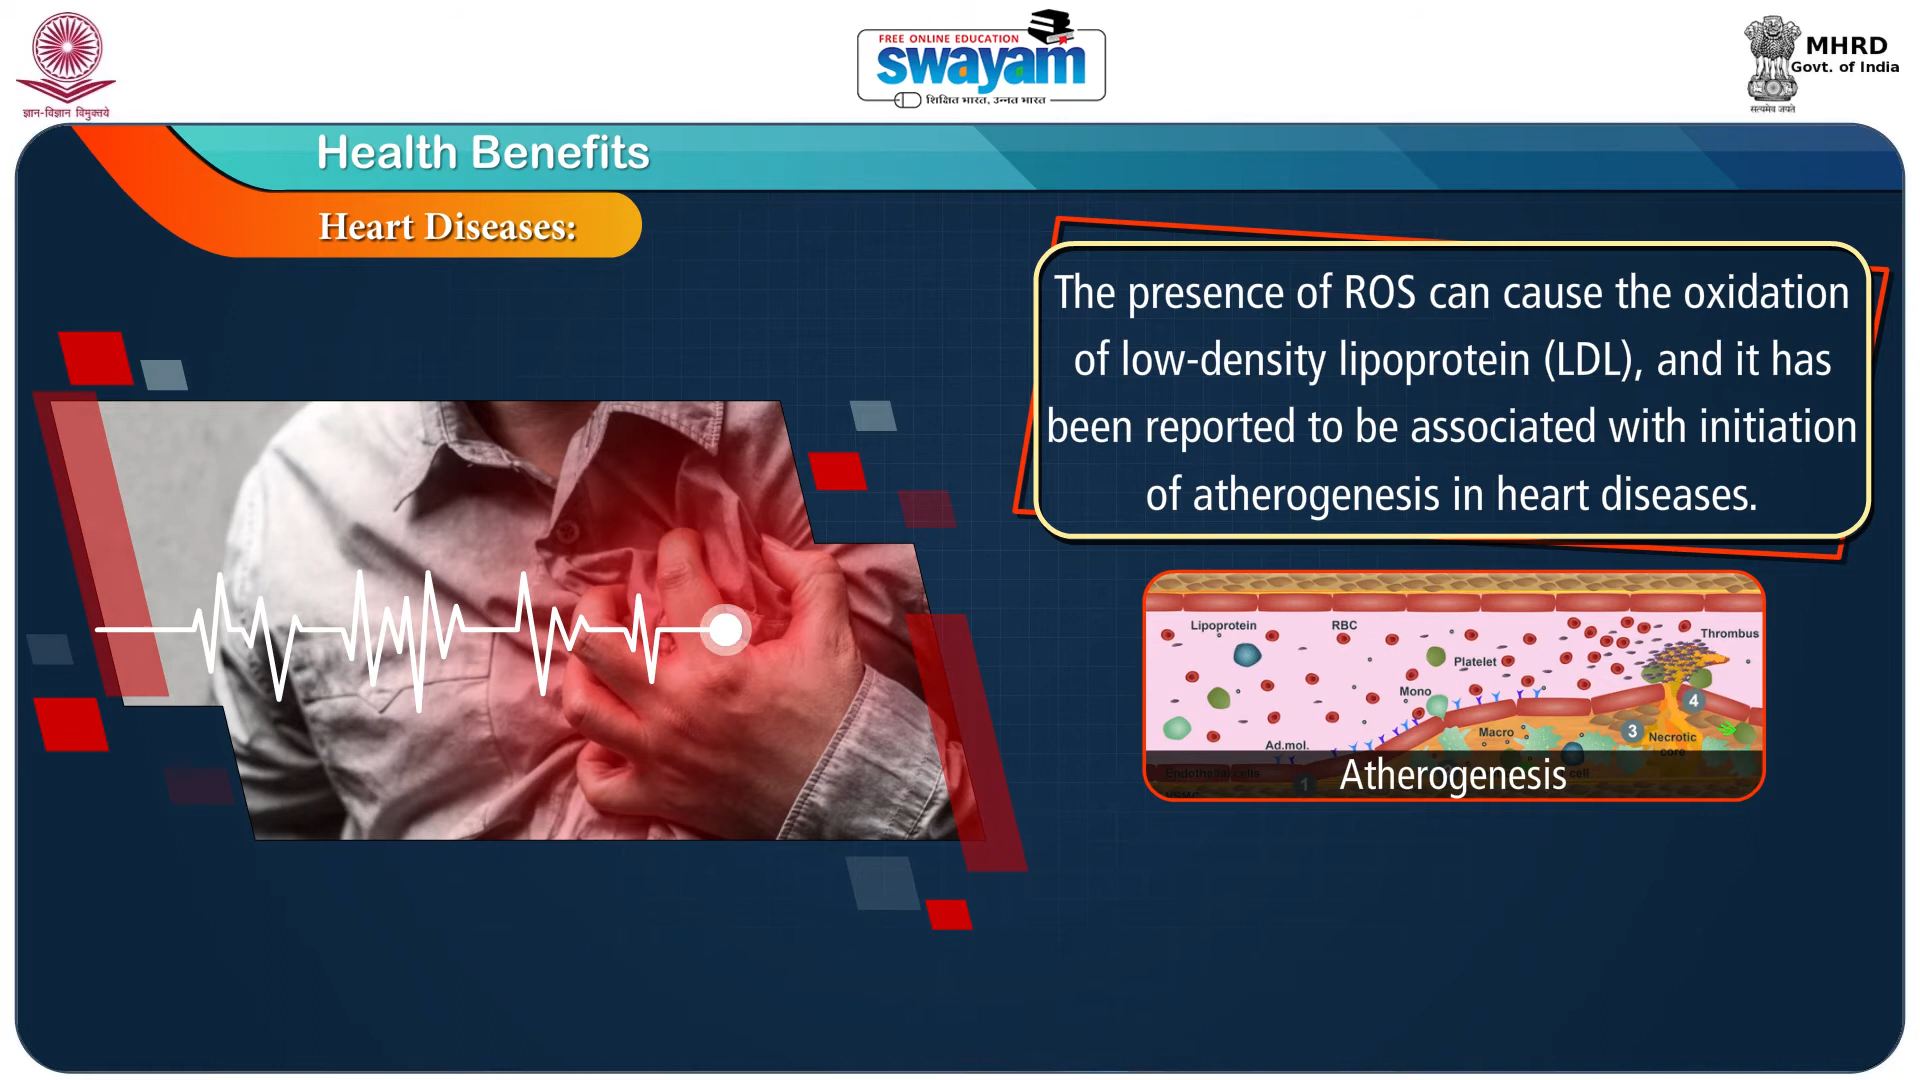 ज्ञान-विज्ञान विमुक्तये
FREE ONLINE EDUCATION
swayam
शिक्षित भारत, उन्नत भारत
MHRD
Govt. of India
सत्यमेव जयते
Health Benefits
Heart Diseases:
The presence of ROS can cause the oxidation
of low-density lipoprotein (LDL), and it has
been reported to be associated with initiation
of atherogenesis in heart diseases.
Lipoprotein
RBC
Thrombus
Platelet
Mono
4
3
Macro
Necrotic
core
Ad.mol.
Endothelial cells
1
cell
Atherogenesis